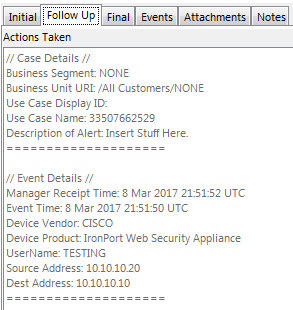 Initial Follow Up Final Events Attachments Notes
Actions Taken
// Case Details //
Business Segment: NONE
Business Unit URI: /All Customers/NONE
Use Case Display ID:
Use Case Name: 33507662529
Description of Alert: Insert Stuff Here.
=====================
// Event Details //
Manager Receipt Time: 8 Mar 2017 21:51:52 UTC
Event Time: 8 Mar 2017 21:51:50 UTC
Device Vendor: CISCO
Device Product: IronPort Web Security Appliance
UserName: TESTING
Source Address: 10.10.10.20
Dest Address: 10.10.10.10
=====================